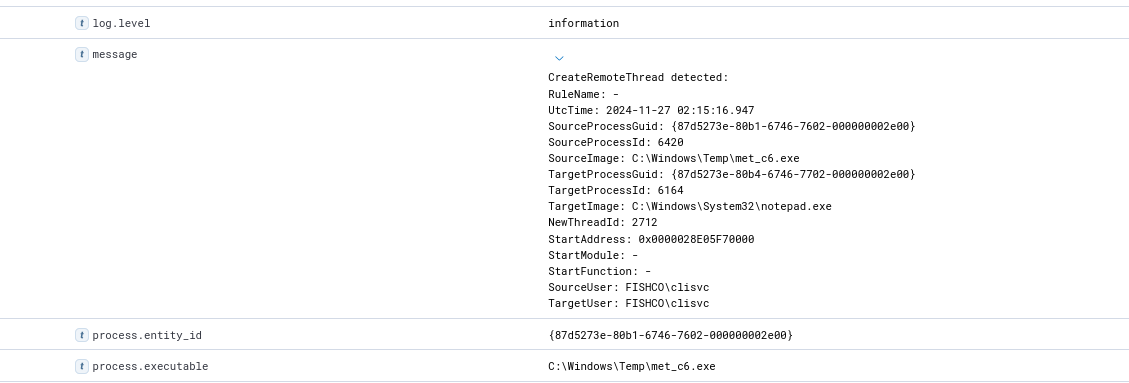 t log.level information
t message
CreateRemoteThread detected:
RuleName: -
UtcTime: 2024-11-27 02:15:16.947
SourceProcessGuid: {87d5273e-80b1-6746-7602-000000002e00}
SourceProcessId: 6420
SourceImage: C:\Windows\Temp\met_c6.exe
TargetProcessGuid: {87d5273e-80b4-6746-7702-000000002e00}
TargetProcessId: 6164
TargetImage: C:\Windows\System32\notepad.exe
NewThreadId: 2712
StartAddress: 0x0000028E05F70000
StartModule: -
StartFunction: -
SourceUser: FISHCO\clisvc
TargetUser: FISHCO\clisvc
t process.entity_id {87d5273e-80b1-6746-7602-000000002e00}
t process.executable C:\Windows\Temp\met_c6.exe